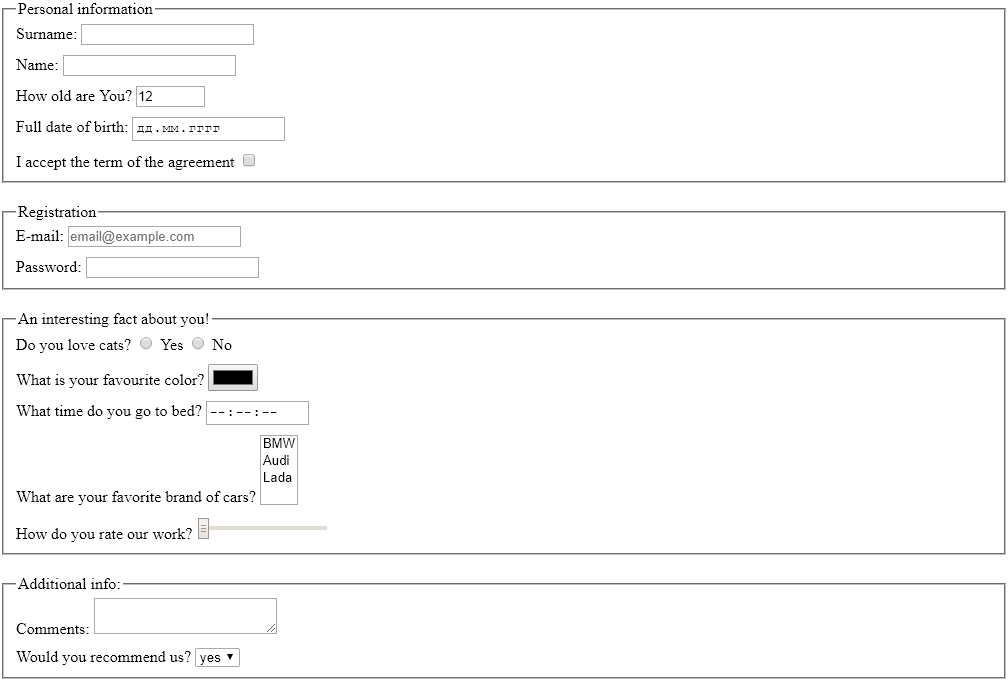 Personal information
Surname:
Name:
How old are You? 12
Full date of birth: дд.мм.гггг
I accept the term of the agreement
Registration
E-mail: email@example.com
Password:
An interesting fact about you!
Do you love cats? Yes No
What is your favourite color?
What time do you go to bed? --:--:--
BMW
Audi
Lada
What are your favorite brand of cars?
How do you rate our work?
Additional info:
Comments:
Would you recommend us? yes